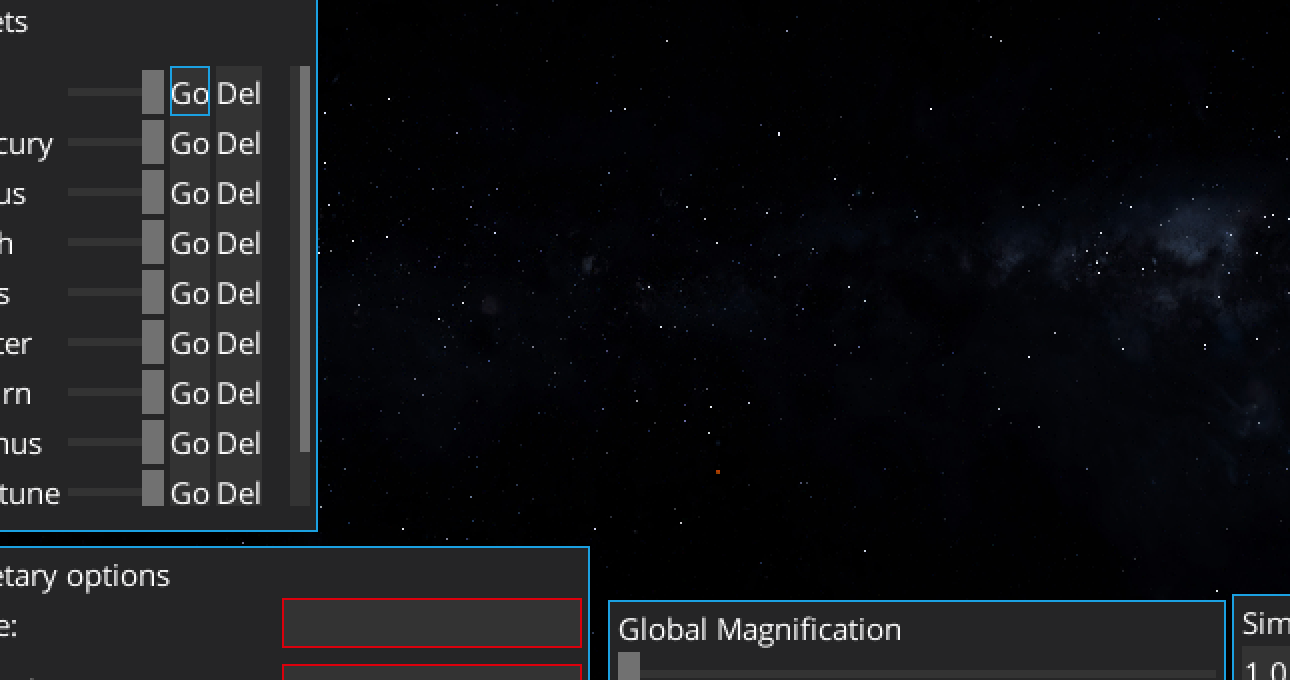 ets
Go Del
cury Go Del
us Go Del
h Go Del
s Go Del
ter Go Del
rn Go Del
nus Go Del
tune Go Del
etary options
e:
Global Magnification
Sim
1.0